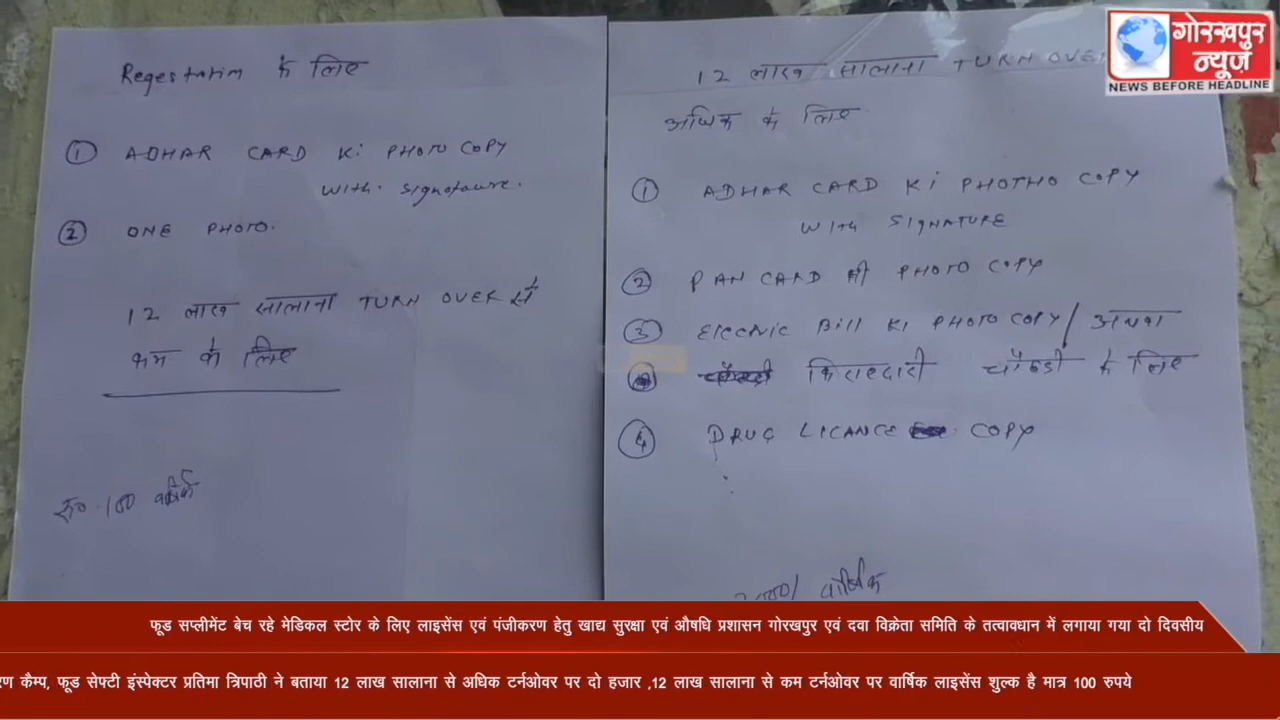 Regestratim के लिए
① ADHAR CARD Ki PHOTO COPY
With. Signature.
② ONE PHOTO.
12 लाख सालाना TURN OVER से
कम के लिए
रु० 100 वार्षिक
12 लाख सालाना TURN OVER
अधिक के लिए
① ADHAR CARD Ki PHOTHO COPY
With SIGNATURE
② PAN CARD की PHOTO COPY
③ Bill Ki PHOTO COPY/ अथवा
किरायदारी के लिए
④ DRUG LICANCE COPY
वार्षिक
गोरखपुर
न्यूज़
NEWS BEFORE HEADLINE
फूड सप्लीमेंट बेच रहे मेडिकल स्टोर के लिए लाइसेंस एवं पंजीकरण हेतु खाद्य सुरक्षा एवं औषधि प्रशासन गोरखपुर एवं दवा विक्रेता समिति के तत्वावधान में लगाया गया दो दिवसीय
रण कैम्प, फूड सेफ्टी इंस्पेक्टर प्रतिमा त्रिपाठी ने बताया 12 लाख सालाना से अधिक टर्नओवर पर दो हजार ,12 लाख सालाना से कम टर्नओवर पर वार्षिक लाइसेंस शुल्क है मात्र 100 रुपये